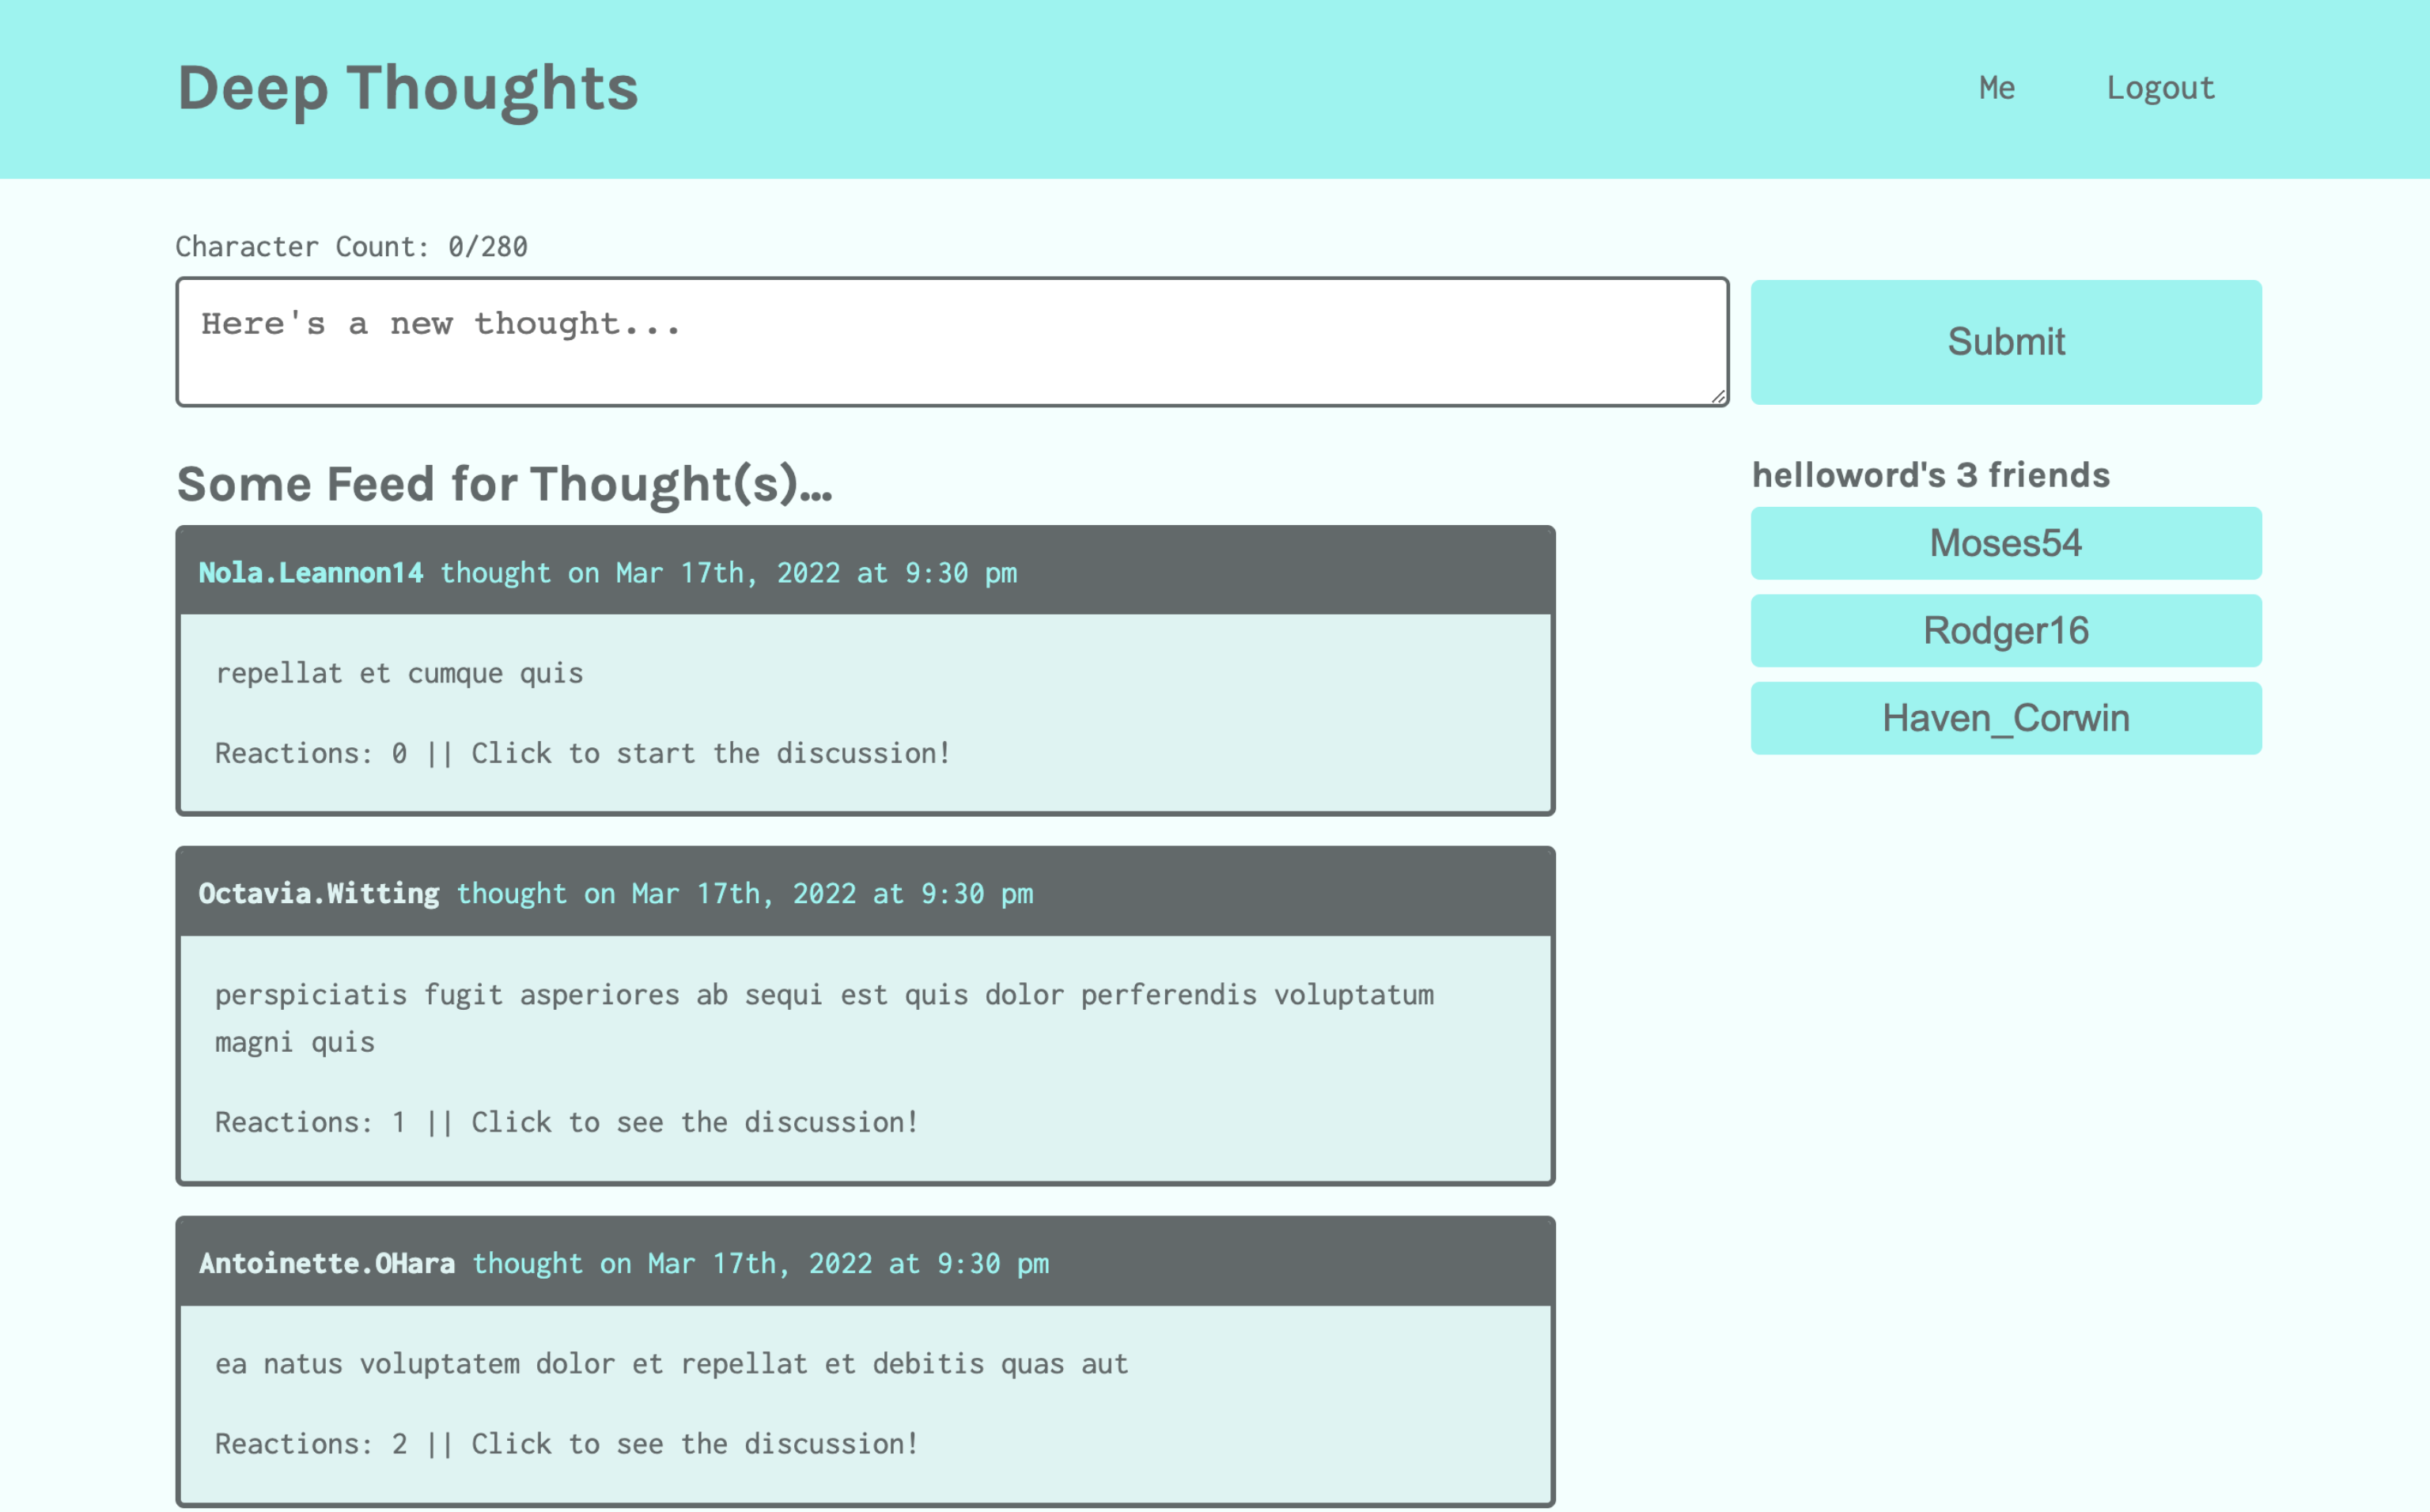 Deep Thoughts
Me
Logout
Character Count: 0/280
Here's a new thought...
Submit
Some Feed for Thought(s)...
Nola.Leannon14 thought on Mar 17th, 2022 at 9:30 pm
repellat et cumque quis
Reactions: 0 || Click to start the discussion!
Octavia.Witting thought on Mar 17th, 2022 at 9:30 pm
perspiciatis fugit asperiores ab sequi est quis dolor perferendis voluptatum
magni quis
Reactions: 1 || Click to see the discussion!
Antoinette.OHara thought on Mar 17th, 2022 at 9:30 pm
ea natus voluptatem dolor et repellat et debitis quas aut
Reactions: 2 || Click to see the discussion!
helloword's 3 friends
Moses54
Rodger16
Haven_Corwin